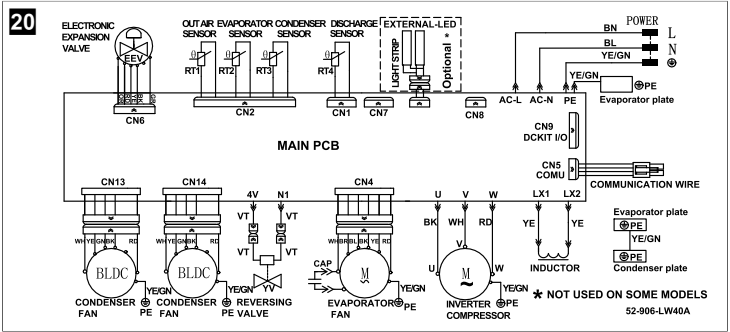 20
ELECTRONIC
EXPANSION
VALVE
EEV
CN6
OUT AIR EVAPORATOR CONDENSER
SENSOR SENSOR SENSOR
θ θ θ
RT1 RT2 RT3
CN2
DISCHARGE
SENSOR
θ
RT4
CN1
CN7
EXTERNAL-LED
LIGHT STRIP
Optional *
CN8
POWER
BN L
BL N
YE/GN
YE/GN
PE
Evaporator plate
AC-L AC-N PE
CN9
DCKIT I/O
MAIN PCB
CN5
COMU
COMMUNICATION WIRE
CN13 CN14 4V N1 CN4 U V W LX1 LX2
VT VT
VT VT
BK WH RD
YE YE
WH YE GN BK RD
WH YE GN BK RD
WH BR BL BK YE RD
BLDC
YE/GN
PE
CONDENSER
FAN
BLDC
YE/GN
PE
CONDENSER
FAN
YV
REVERSING
VALVE
CAP
M
~
YE/GN
PE
EVAPORATOR
FAN
V
U W
M
~
YE/GN
PE
INVERTER
COMPRESSOR
INDUCTOR
Evaporator plate
PE
YE/GN
PE
Condenser plate
* NOT USED ON SOME MODELS
52-906-LW40A